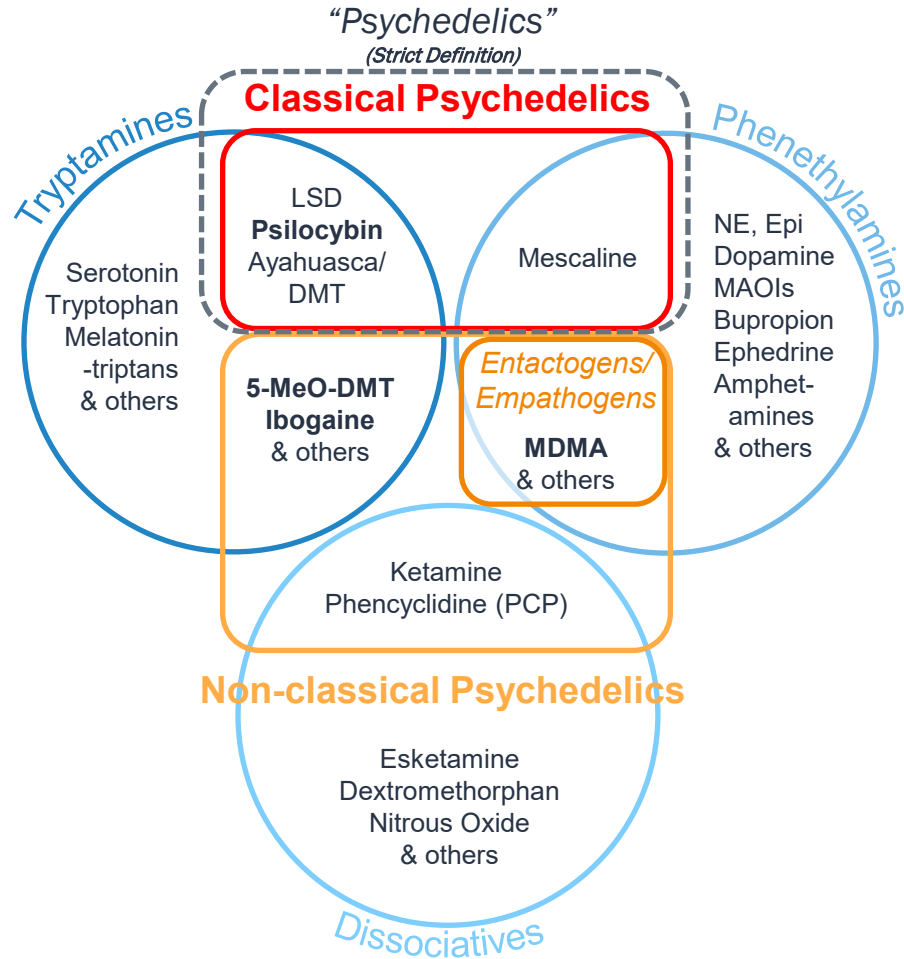 “Psychedelics”
(Strict Definition)
Classical Psychedelics
Tryptamines
Phenethylamines
LSD
Psilocybin
Ayahuasca/
DMT
Mescaline
Serotonin
Tryptophan
Melatonin
-triptans
& others
NE, Epi
Dopamine
MAOIs
Bupropion
Ephedrine
Amphet-
amines
& others
5-MeO-DMT
Ibogaine
& others
Entactogens/
Empathogens
MDMA
& others
Ketamine
Phencyclidine (PCP)
Non-classical Psychedelics
Esketamine
Dextromethorphan
Nitrous Oxide
& others
Dissociatives